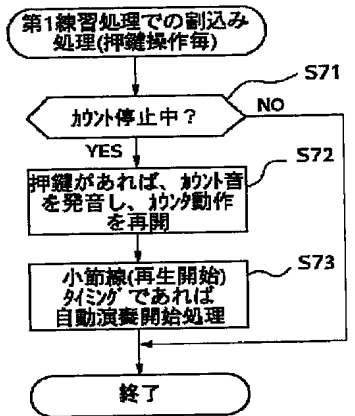 第1練習処理での割込み
処理(押鍵操作毎)
S71
カウント停止中？
NO
YES
S72
押鍵があれば、カウント音
を発音し、カウンタ動作
を再開
S73
小節線(再生開始)
タイミングであれば
自動演奏開始処理
終了